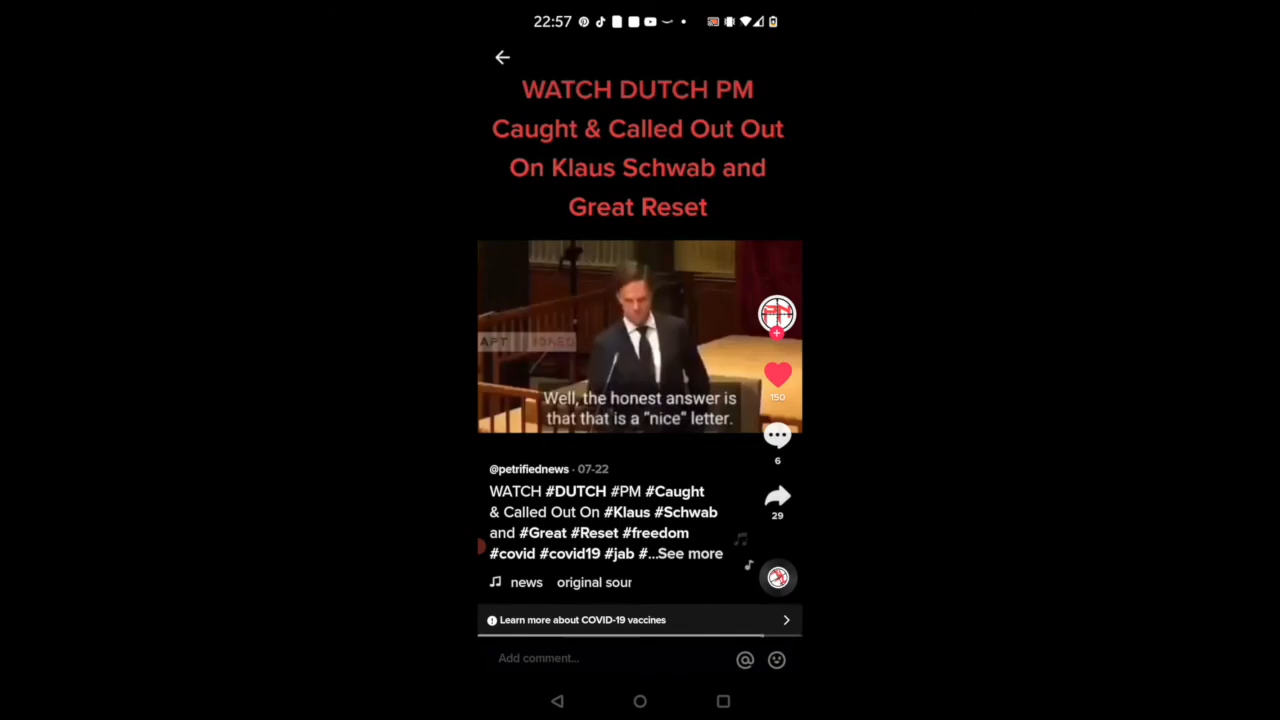 22:57
WATCH DUTCH PM
Caught & Called Out Out
On Klaus Schwab and
Great Reset
Well, the honest answer is
that that is a "nice" letter.
150
6
29
@petrifiednews · 07-22
WATCH #DUTCH #PM #Caught
& Called Out On #Klaus #Schwab
and #Great #Reset #freedom
#covid #covid19 #jab #...See more
news original sour
Learn more about COVID-19 vaccines
Add comment...